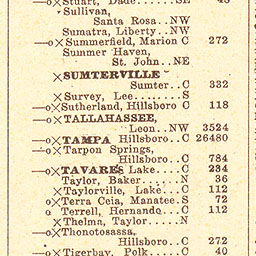 —o×Stuart, Dade......SE 43
Sullivan,
Santa Rosa..NW
Sumatra, Liberty..NW
—o×Summerfield, Marion C 272
Summer Haven,
St. John..NE
×SUMTERVILLE
Sumter..C 332
×Survey, Lee......S
—o×Sutherland, Hillsboro C 118
—o×TALLAHASSEE,
Leon..NW 3524
—o×TAMPA Hillsboro..C 26480
—o×Tarpon Springs,
Hillsboro..C 784
—o×TAVARES Lake....C 234
Taylor, Baker......N 36
×Taylorville, Lake...C 112
o×Terra Ceia, Manatee.S 72
o Terrell, Hernando...C 112
×Thelma, Taylor.....N
—o×Thonotosassa,
Hillsboro..C 272
—o×Tigerbay, Polk.....C 40